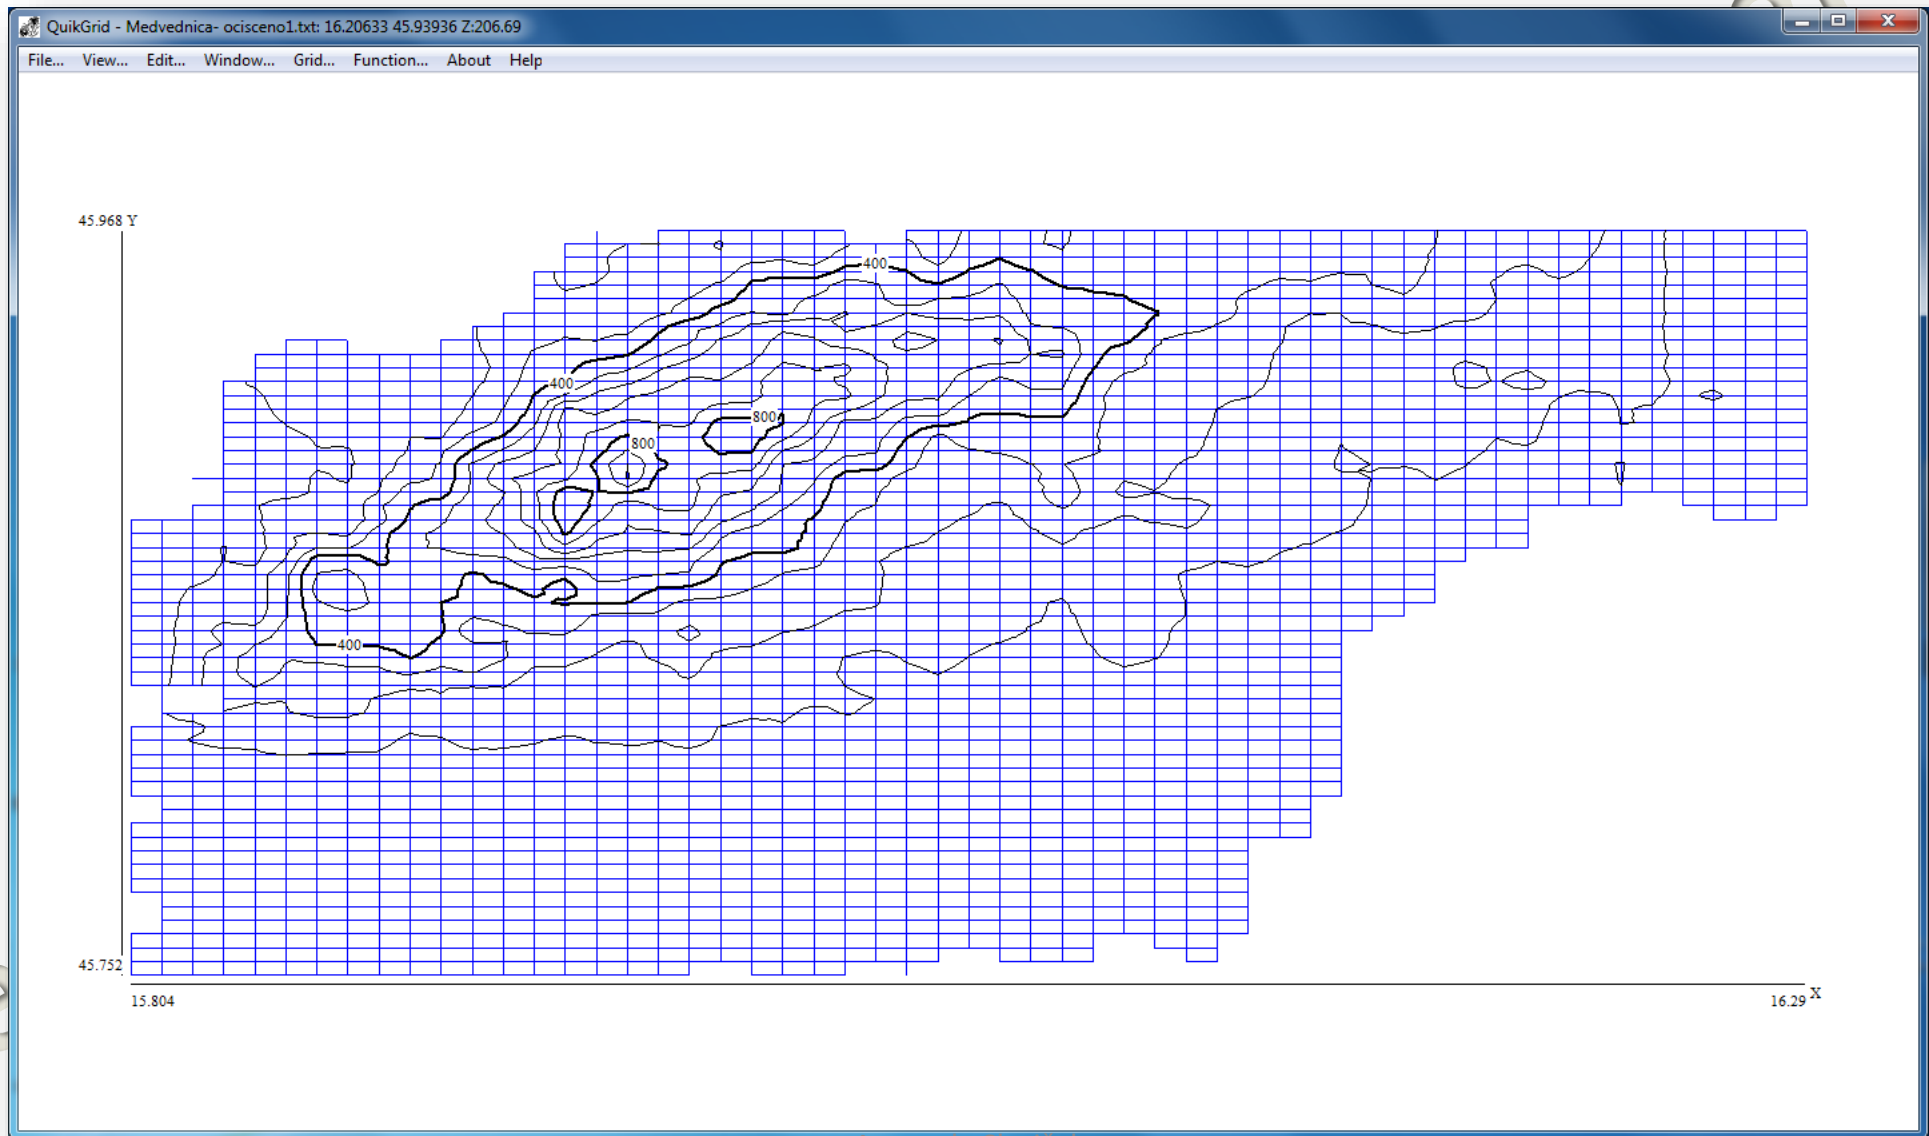 QuikGrid - Medvednica- ocisceno1.txt: 16.20633 45.93936 Z:206.69
File... View... Edit... Window... Grid... Function... About Help
45.968 Y
400
400
800
800
400
45.752
15.804
16.29 X